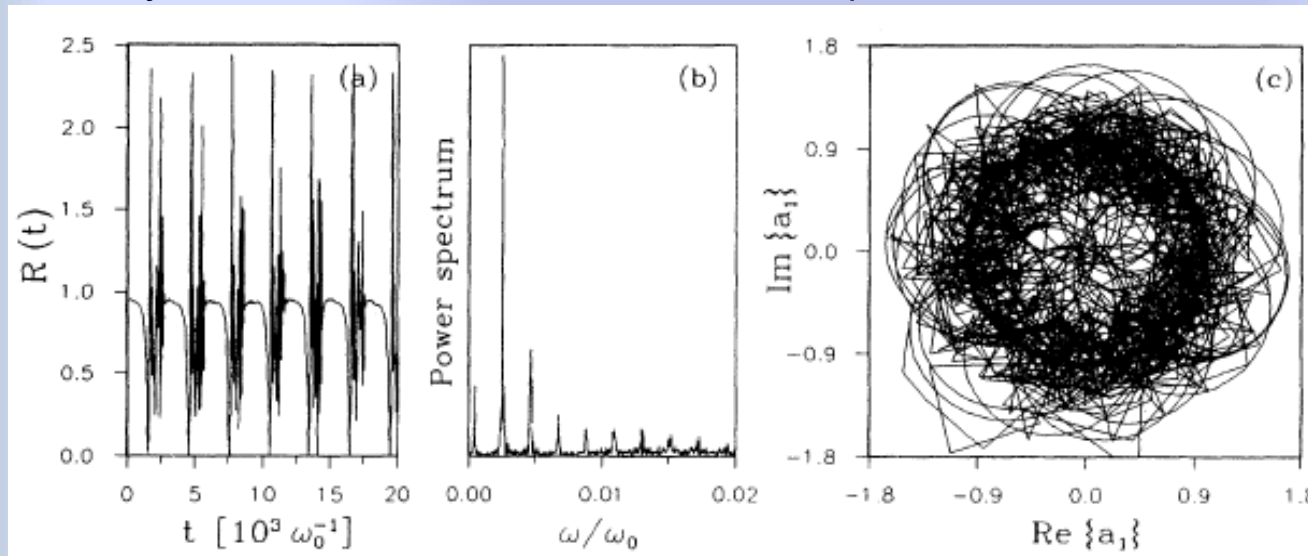 (a)
2.5
2.0
1.5
1.0
0.5
0.0
R (t)
0 5 10 15 20
t [10³ ω₀⁻¹]
(b)
Power spectrum
0.00 0.01 0.02
ω/ω₀
(c)
1.8
0.9
0.0
−0.9
−1.8
Im {a₁}
−1.8 −0.9 0.0 0.9 1.8
Re {a₁}